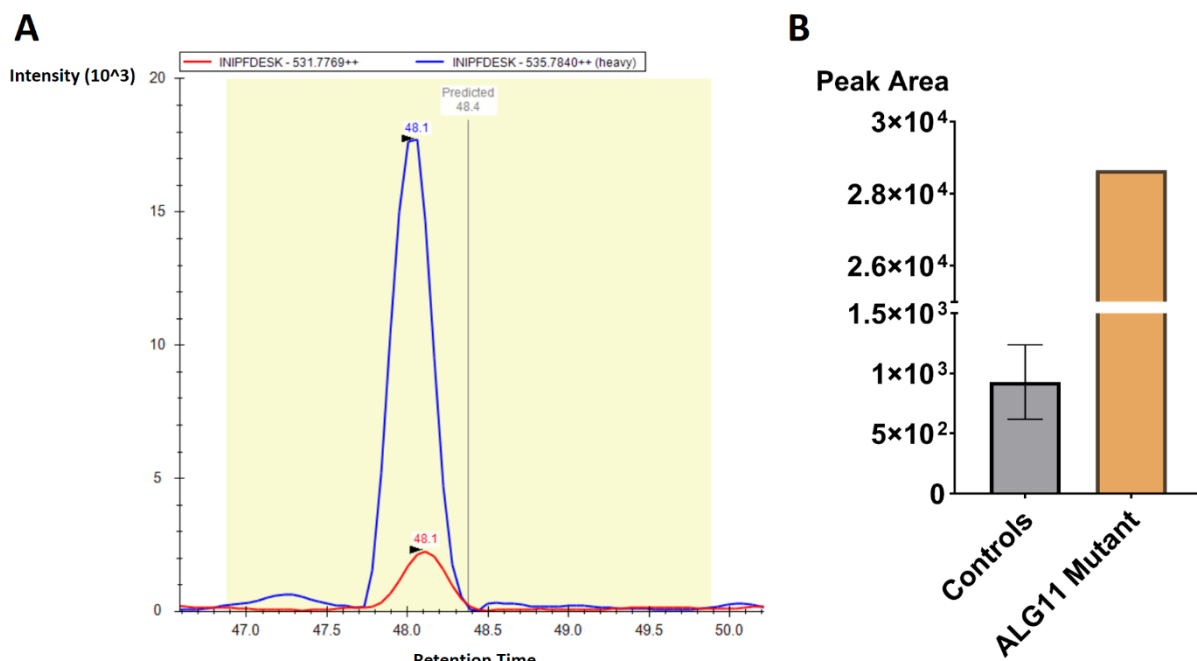 A
Intensity (10^3)
INIPFDESK - 531.7769++ INIPFDESK - 535.7840++ (heavy)
20
15
10
5
0
Predicted
48.4
48.1
48.1
47.0 47.5 48.0 48.5 49.0 49.5 50.0
Retention Time
B
Peak Area
3×10⁴
2.8×10⁴
2.6×10⁴
1.5×10³
1×10³
5×10²
0
Controls
ALG11 Mutant